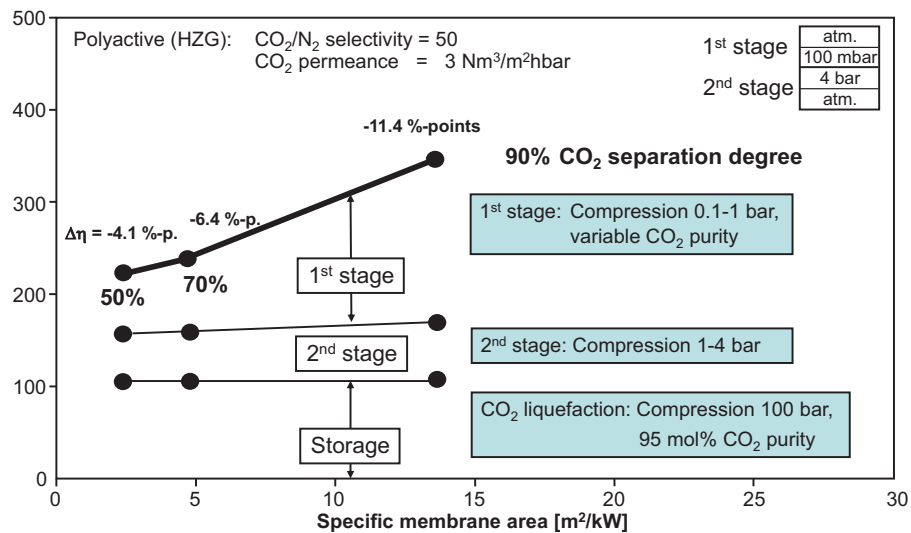 500
400
300
200
100
0
Polyactive (HZG): CO₂/N₂ selectivity = 50
CO₂ permeance = 3 Nm³/m²hbar
1st stage
atm.
100 mbar
2nd stage
4 bar
atm.
-11.4 %-points
90% CO₂ separation degree
-6.4 %-p.
Δη = -4.1 %-p.
50%
70%
1st stage
1st stage: Compression 0.1-1 bar,
variable CO₂ purity
2nd stage
2nd stage: Compression 1-4 bar
Storage
CO₂ liquefaction: Compression 100 bar,
95 mol% CO₂ purity
0 5 10 15 20 25 30
Specific membrane area [m²/kW]